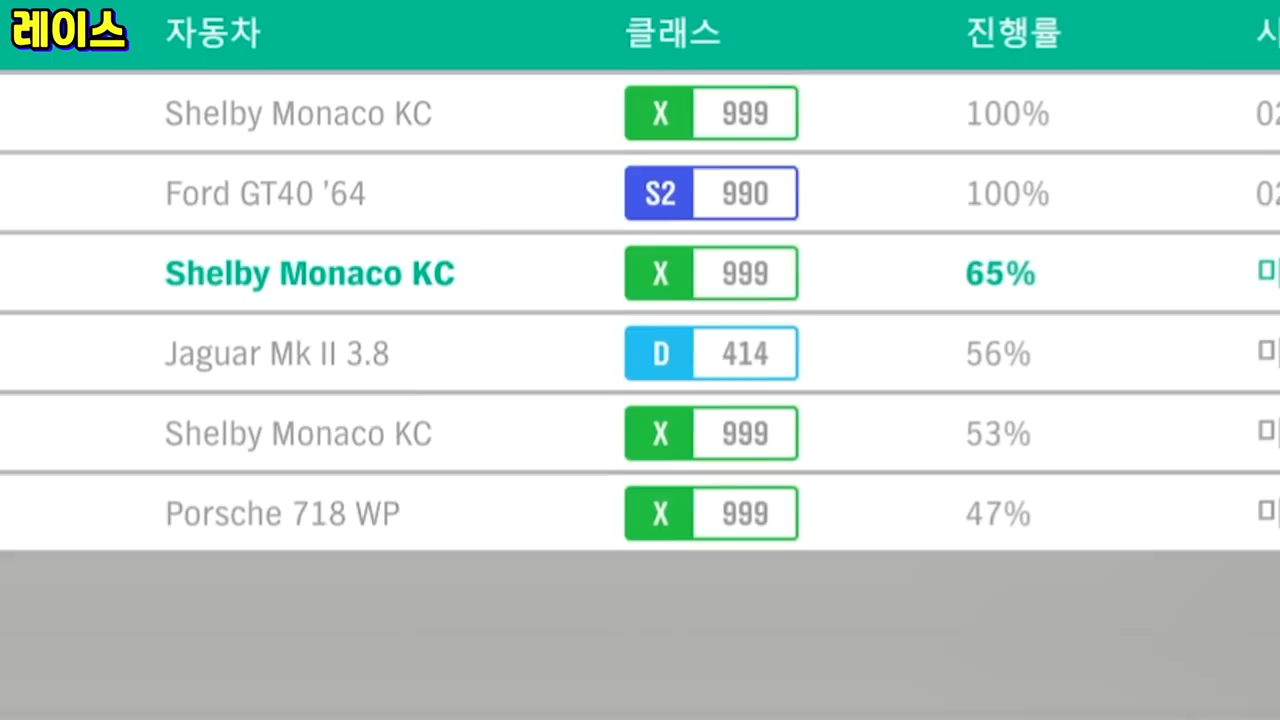 레이스 자동차 클래스 진행률
Shelby Monaco KC X 999 100% 02
Ford GT40 '64 S2 990 100% 02
Shelby Monaco KC X 999 65%
Jaguar Mk II 3.8 D 414 56%
Shelby Monaco KC X 999 53%
Porsche 718 WP X 999 47%